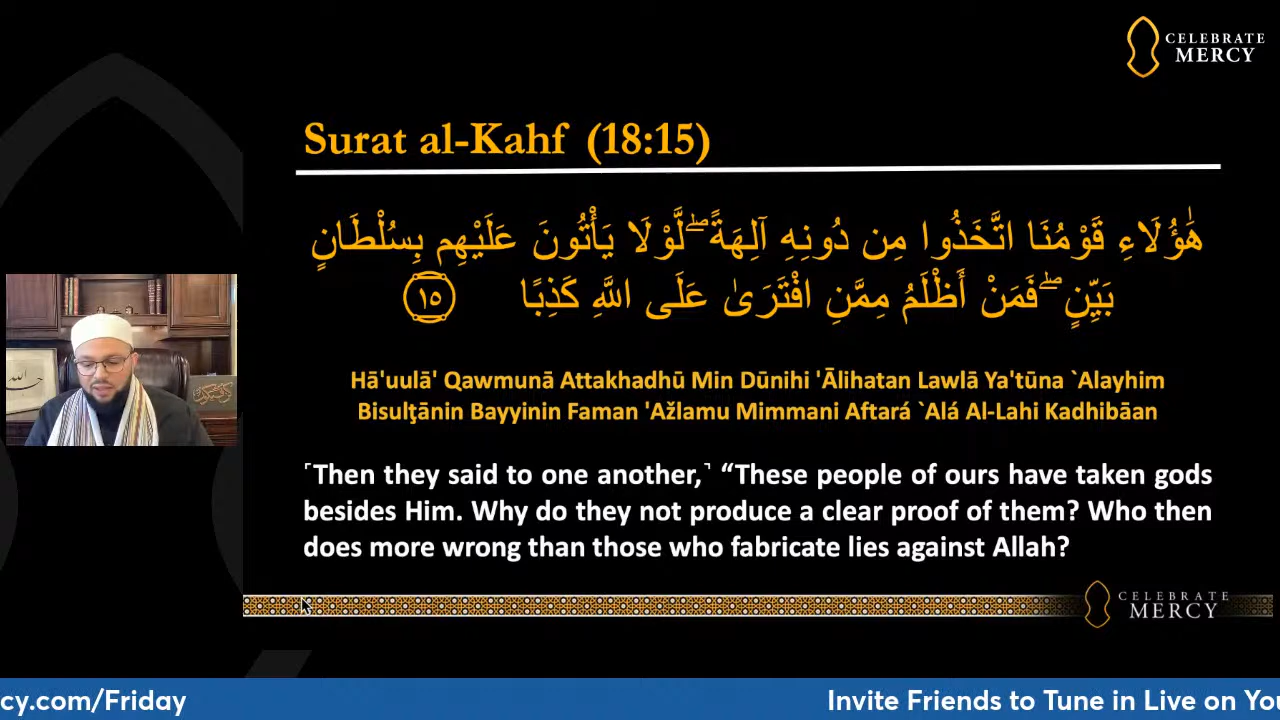 CELEBRATE
MERCY
Surat al-Kahf (18:15)
هَٰؤُلَاءِ قَوْمُنَا اتَّخَذُوا مِن دُونِهِ آلِهَةً ۖ لَّوْلَا يَأْتُونَ عَلَيْهِم بِسُلْطَانٍ
بَيِّنٍ ۖ فَمَنْ أَظْلَمُ مِمَّنِ افْتَرَىٰ عَلَى اللَّهِ كَذِبًا ١٥
Hā'uulā' Qawmunā Attakhadhū Min Dūnihi 'Ālihatan Lawlā Ya'tūna `Alayhim
Bisulţānin Bayyinin Faman 'Ažlamu Mimmani Aftará `Alá Al-Lahi Kadhibāan
˹Then they said to one another,˺ “These people of ours have taken gods
besides Him. Why do they not produce a clear proof of them? Who then
does more wrong than those who fabricate lies against Allah?
CELEBRATE
MERCY
cy.com/Friday
Invite Friends to Tune in Live on You